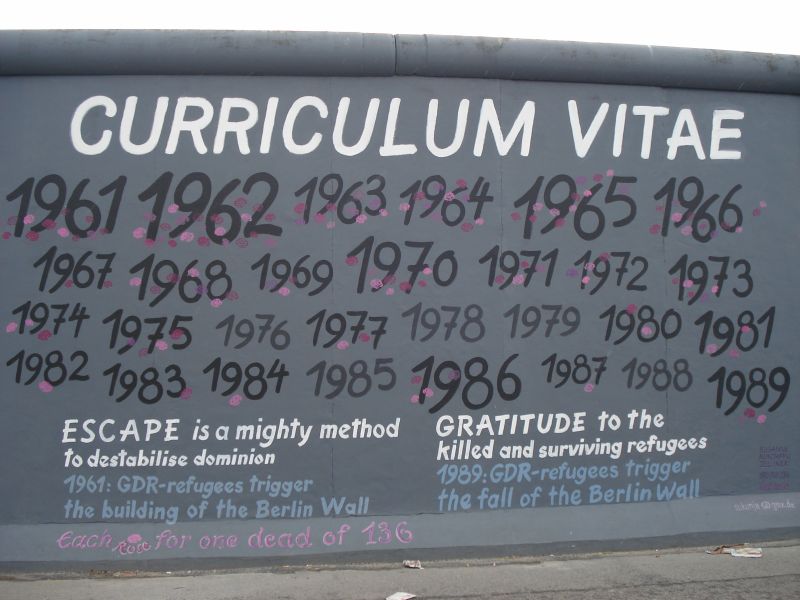 CURRICULUM VITAE
1961 1962 1963 1964 1965 1966
1967 1968 1969 1970 1971 1972 1973
1974 1975 1976 1977 1978 1979 1980 1981
1982 1983 1984 1985 1986 1987 1988 1989
ESCAPE is a mighty method
to destabilise dominion
1961: GDR-refugees trigger
the building of the Berlin Wall
GRATITUDE to the
killed and surviving refugees
1989: GDR-refugees trigger
the fall of the Berlin Wall
Each rose for one dead of 136
SUSANNE
KUNJAPPU
JELLINEK